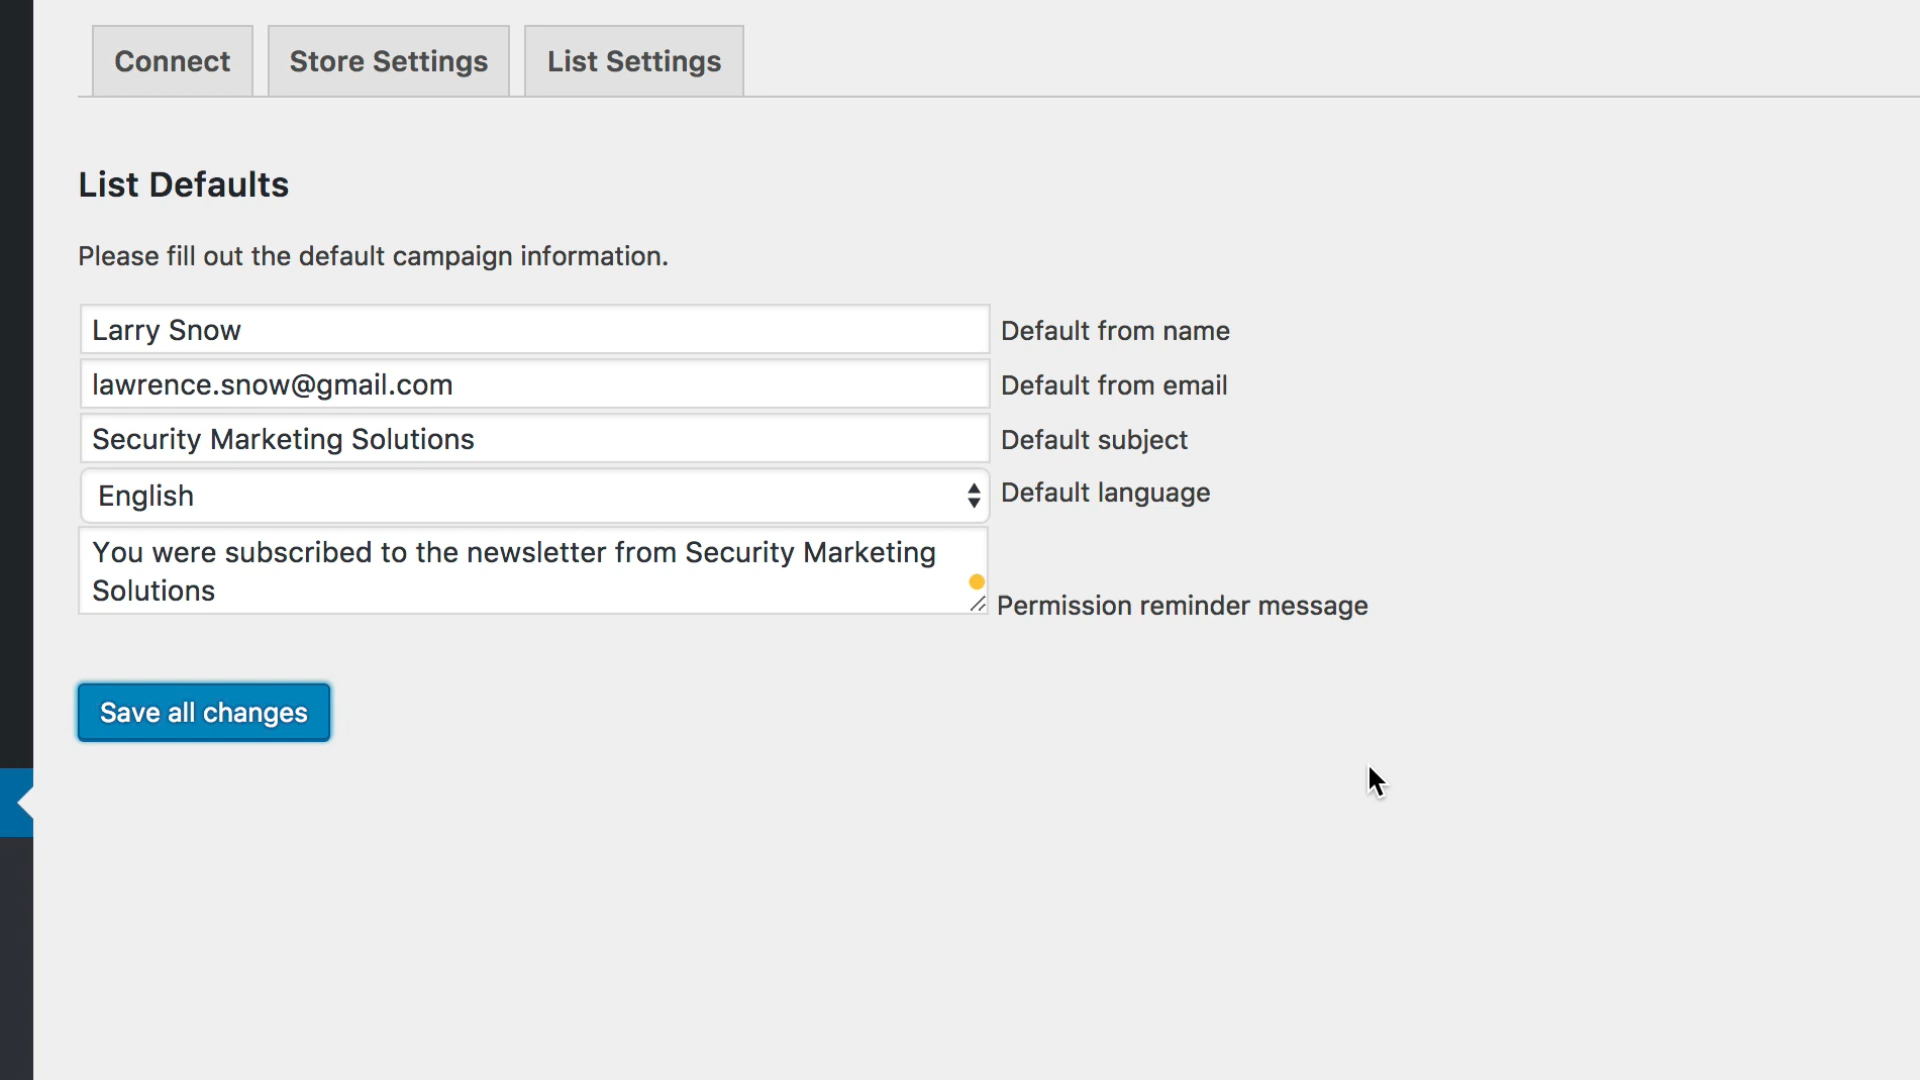 Connect Store Settings List Settings
List Defaults
Please fill out the default campaign information.
Larry Snow Default from name
lawrence.snow@gmail.com Default from email
Security Marketing Solutions Default subject
English Default language
You were subscribed to the newsletter from Security Marketing
Solutions
Permission reminder message
Save all changes